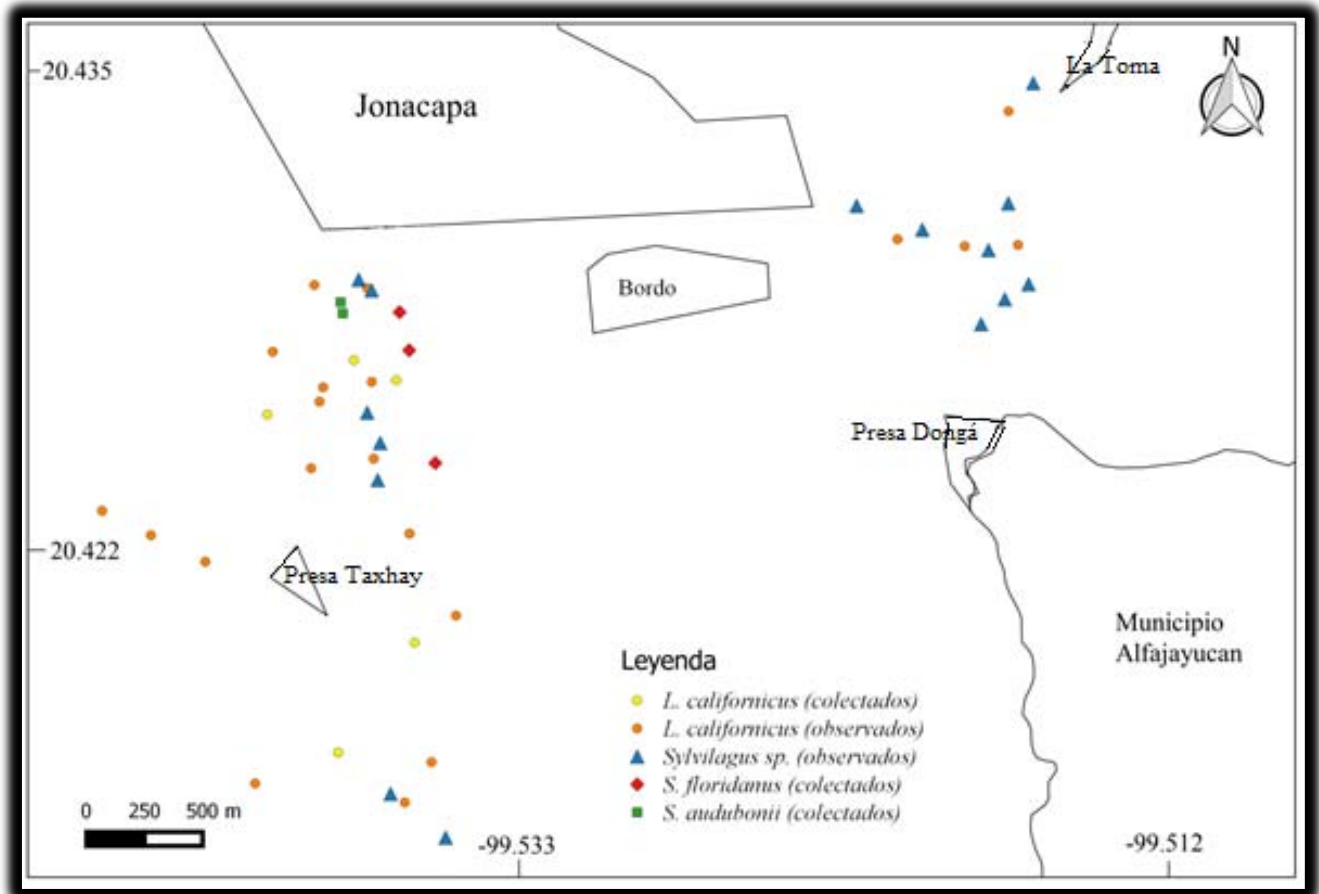 La Toma
N
20.435
Jonacapa
Bordo
Presa Dongá
20.422
Presa Taxhay
Municipio
Alfajayucan
Leyenda
L. californicus (colectados)
L. californicus (observados)
Sylvilagus sp. (observados)
S. floridanus (colectados)
S. audubonii (colectados)
0 250 500 m
-99.533
-99.512